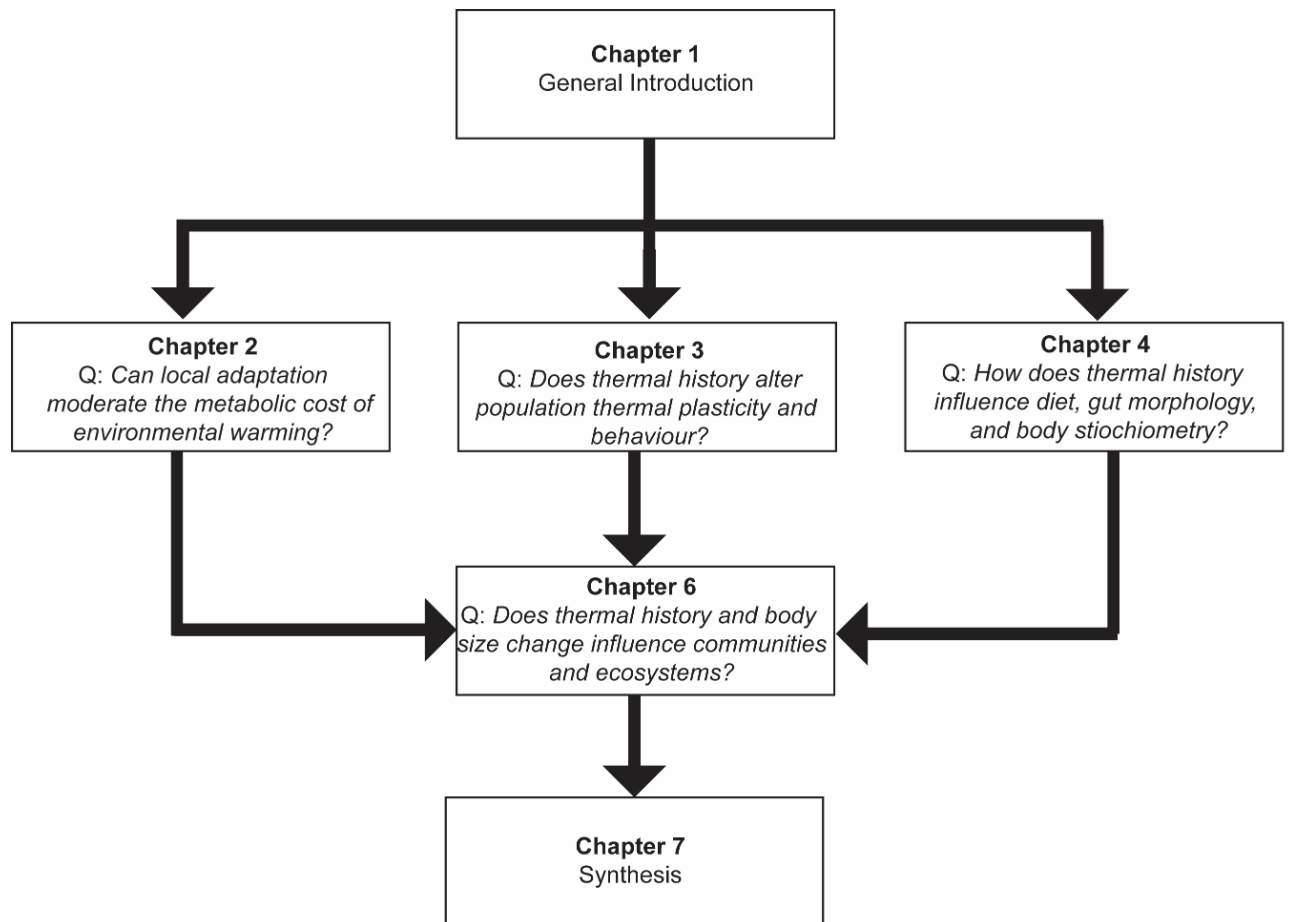 Chapter 1
General Introduction
Chapter 2
Q: Can local adaptation
moderate the metabolic cost of
environmental warming?
Chapter 3
Q: Does thermal history alter
population thermal plasticity and
behaviour?
Chapter 4
Q: How does thermal history
influence diet, gut morphology,
and body stiochiometry?
Chapter 6
Q: Does thermal history and body
size change influence communities
and ecosystems?
Chapter 7
Synthesis